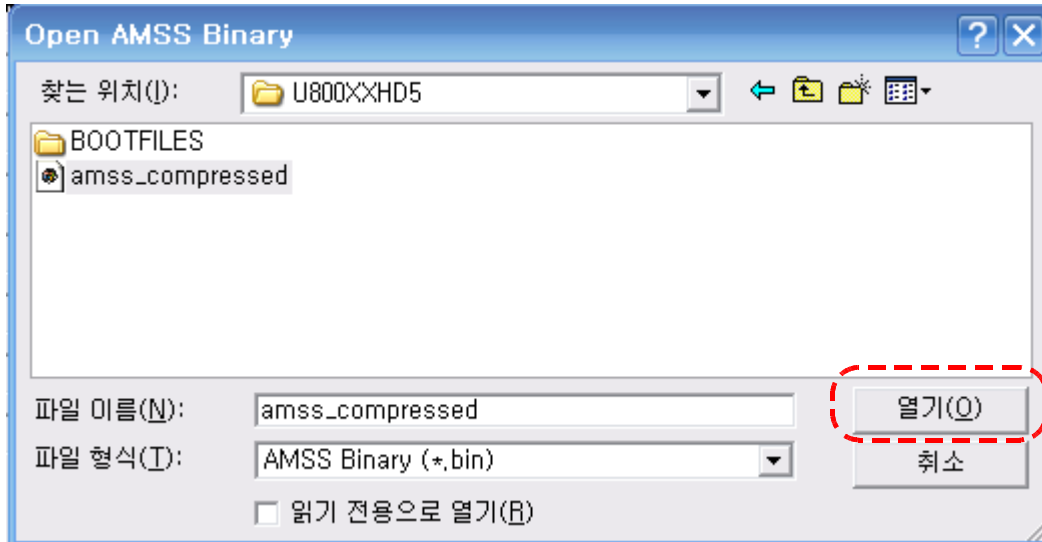 Open AMSS Binary
찾는 위치(I): U800XXHD5
BOOTFILES
amss_compressed
파일 이름(N): amss_compressed 열기(O)
파일 형식(T): AMSS Binary (*.bin) 취소
읽기 전용으로 열기(R)